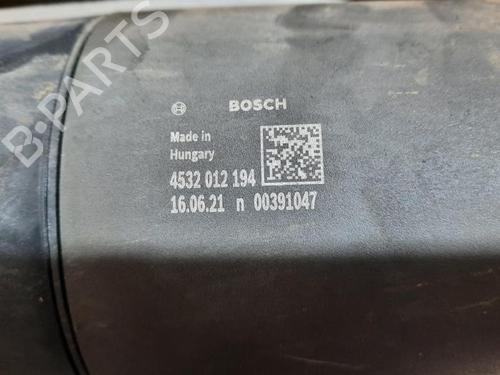 BOSCH
Made in
Hungary
4532 012 194
16.06.21 n 00391047
B-PARTS